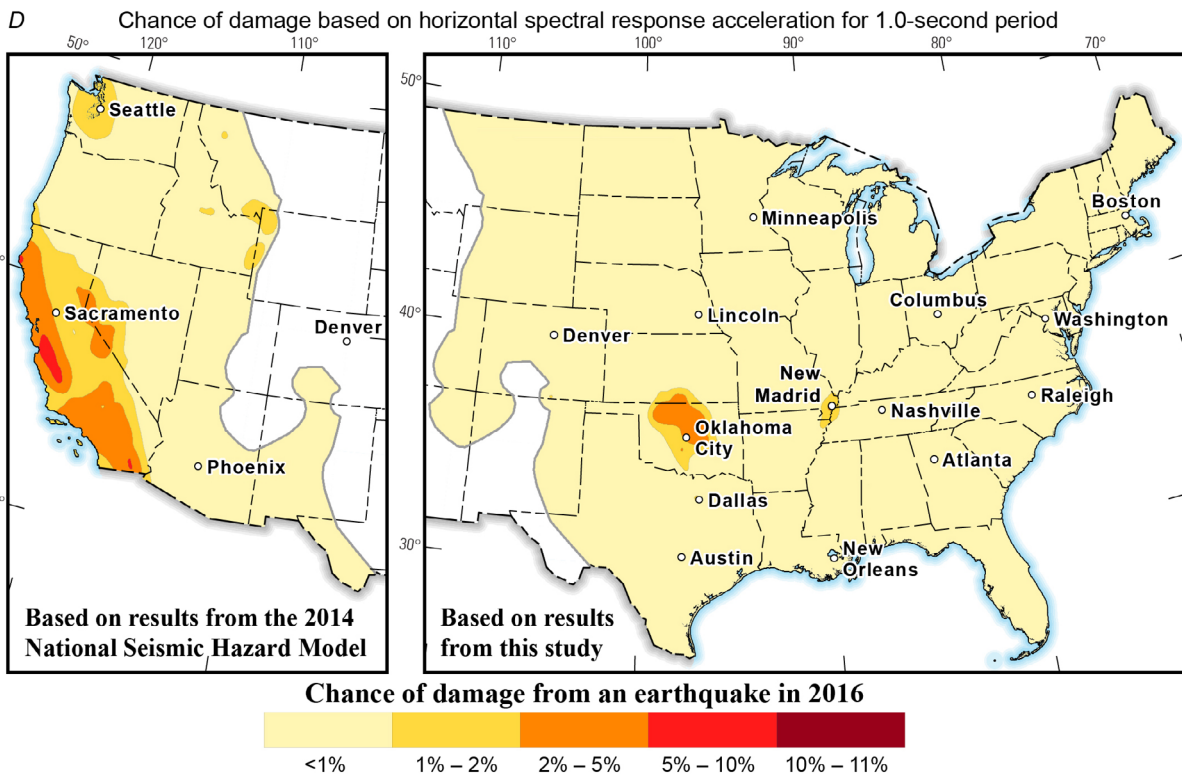 D Chance of damage based on horizontal spectral response acceleration for 1.0-second period
50° 120° 110°
110° 100° 90° 80° 70°
50°
Seattle
Boston
Minneapolis
Sacramento
Denver
40°
Lincoln
Columbus
Denver
Washington
New
Madrid
Raleigh
Nashville
Oklahoma
City
Phoenix
Atlanta
Dallas
30°
Austin
New
Orleans
Based on results from the 2014
National Seismic Hazard Model
Based on results
from this study
Chance of damage from an earthquake in 2016
<1% 1% – 2% 2% – 5% 5% – 10% 10% – 11%